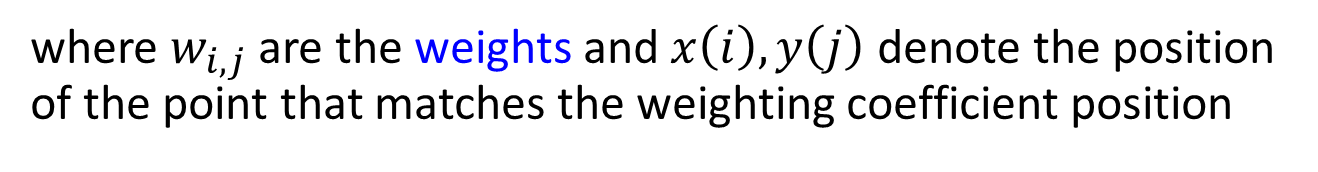 where w_{i,j} are the weights and x(i), y(j) denote the position
of the point that matches the weighting coefficient position